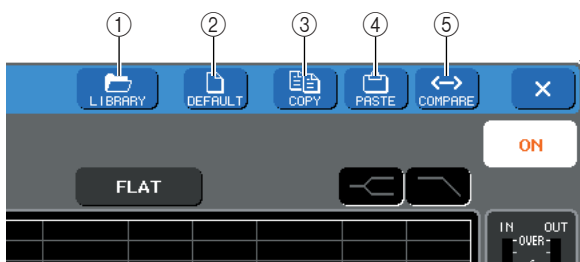 ① ② ③ ④ ⑤
LIBRARY DEFAULT COPY PASTE COMPARE ×
ON
FLAT
IN OUT
OVER